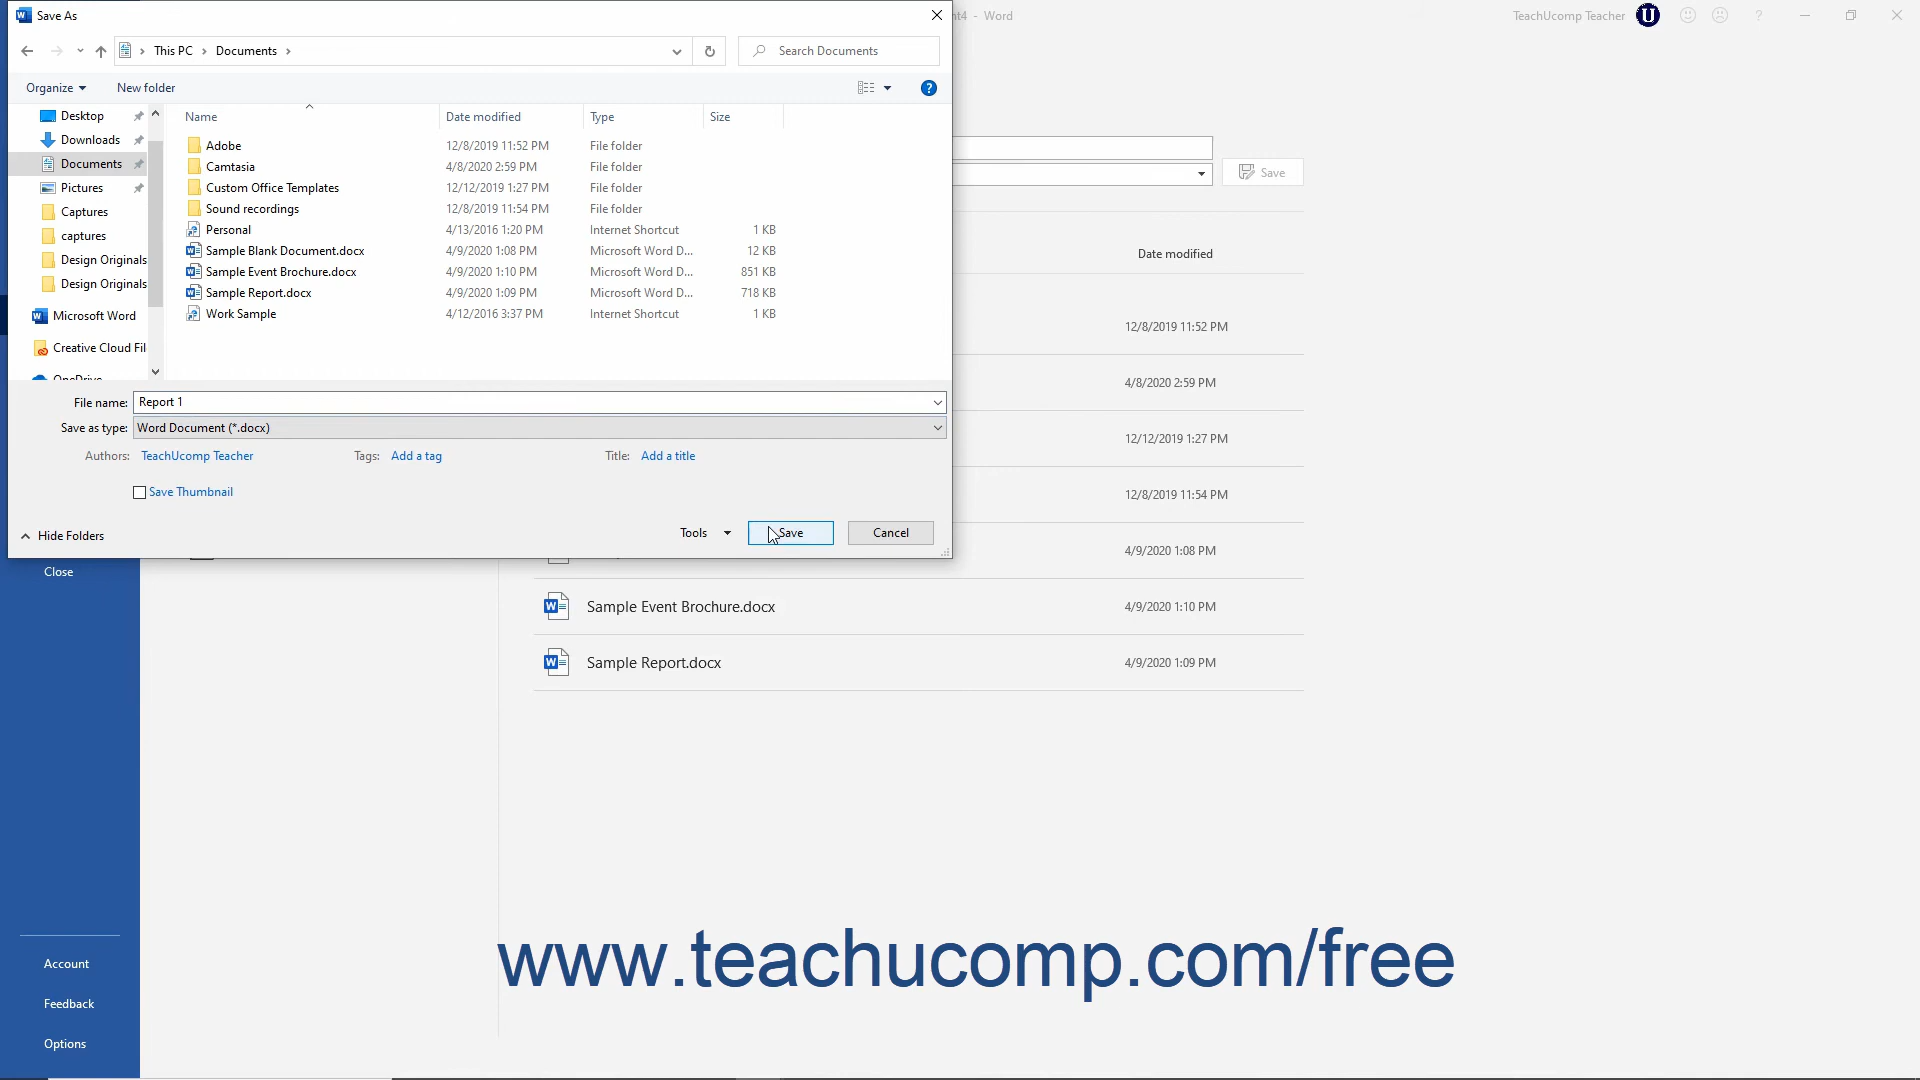 Save As
nt4 - Word
TeachUcomp Teacher
This PC > Documents >
Search Documents
Organize
New folder
Name Date modified Type Size
Desktop
Downloads
Documents
Pictures
Captures
captures
Design Originals
Design Originals
Microsoft Word
Creative Cloud Fil
OneDrive
Adobe 12/8/2019 11:52 PM File folder
Camtasia 4/8/2020 2:59 PM File folder
Custom Office Templates 12/12/2019 1:27 PM File folder
Sound recordings 12/8/2019 11:54 PM File folder
Personal 4/13/2016 1:20 PM Internet Shortcut 1 KB
Sample Blank Document.docx 4/9/2020 1:08 PM Microsoft Word D... 12 KB
Sample Event Brochure.docx 4/9/2020 1:10 PM Microsoft Word D... 851 KB
Sample Report.docx 4/9/2020 1:09 PM Microsoft Word D... 718 KB
Work Sample 4/12/2016 3:37 PM Internet Shortcut 1 KB
File name: Report 1
Save as type: Word Document (*.docx)
Authors: TeachUcomp Teacher Tags: Add a tag Title: Add a title
Save Thumbnail
Hide Folders
Tools Save Cancel
Save
Date modified
12/8/2019 11:52 PM
4/8/2020 2:59 PM
12/12/2019 1:27 PM
12/8/2019 11:54 PM
4/9/2020 1:08 PM
Sample Event Brochure.docx 4/9/2020 1:10 PM
Sample Report.docx 4/9/2020 1:09 PM
Close
Account
Feedback
Options
www.teachucomp.com/free